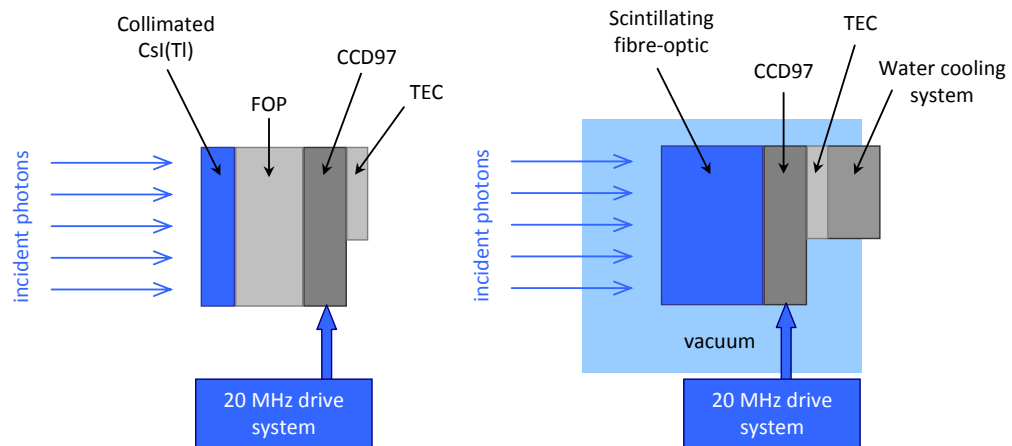 Collimated
CsI(Tl)
FOP
CCD97
TEC
incident photons
20 MHz drive
system
Scintillating
fibre-optic
CCD97
TEC
Water cooling
system
incident photons
vacuum
20 MHz drive
system